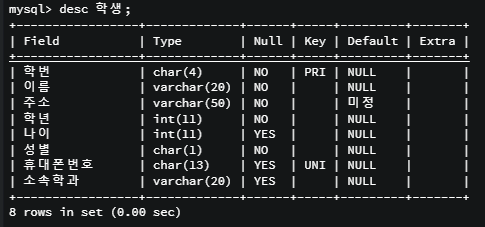 mysql> desc 학생;
+------------+-------------+------+-----+---------+-------+
| Field | Type | Null | Key | Default | Extra |
+------------+-------------+------+-----+---------+-------+
| 학번 | char(4) | NO | PRI | NULL | |
| 이름 | varchar(20) | NO | | NULL | |
| 주소 | varchar(50) | NO | | 미정 | |
| 학년 | int(11) | NO | | NULL | |
| 나이 | int(11) | YES | | NULL | |
| 성별 | char(1) | NO | | NULL | |
| 휴대폰번호 | char(13) | YES | UNI | NULL | |
| 소속학과 | varchar(20) | YES | | NULL | |
+------------+-------------+------+-----+---------+-------+
8 rows in set (0.00 sec)